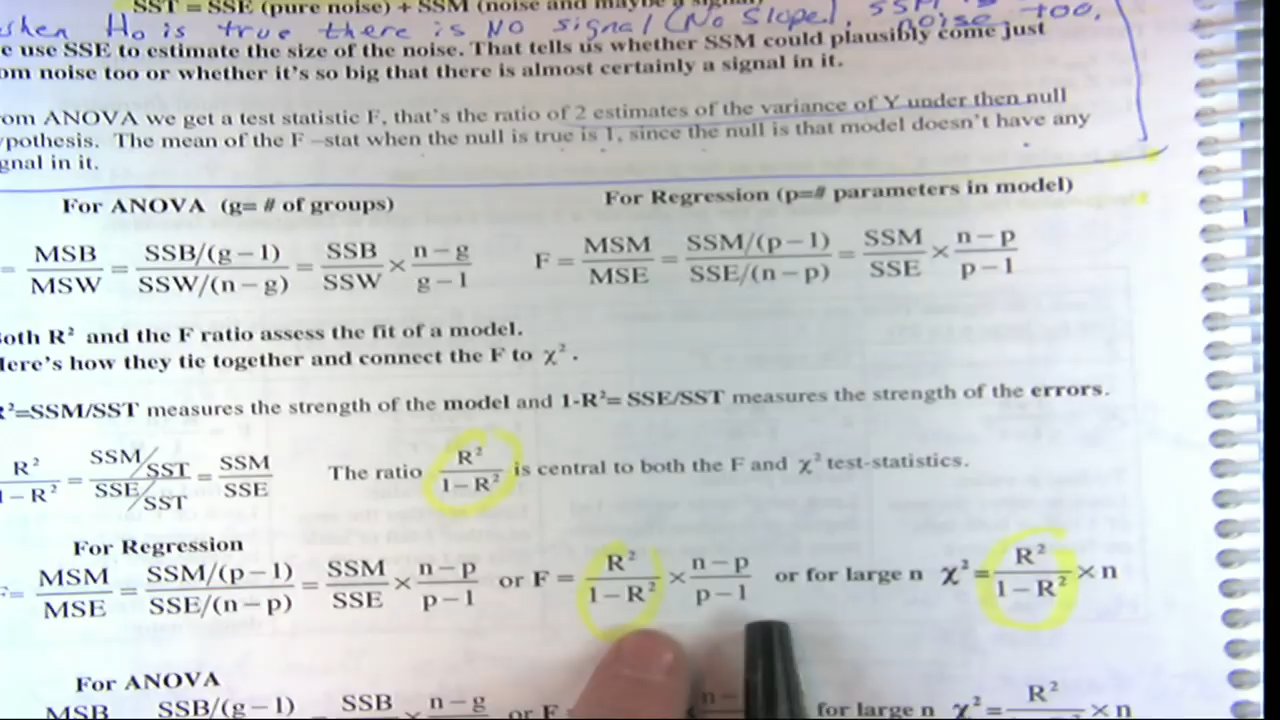 SST = SSE (pure noise) + SSM (noise and maybe a signal)
when Ho is true there is No signal (No Slope). SSM is noise too.
e use SSE to estimate the size of the noise. That tells us whether SSM could plausibly come just
om noise too or whether it's so big that there is almost certainly a signal in it.
rom ANOVA we get a test statistic F, that's the ratio of 2 estimates of the variance of Y under then null
ypothesis. The mean of the F –stat when the null is true is 1, since the null is that model doesn't have any
gnal in it.
For ANOVA (g= # of groups) For Regression (p=# parameters in model)
= MSB/MSW = SSB/(g−1) / SSW/(n−g) = SSB/SSW × n−g/g−1 F = MSM/MSE = SSM/(p−1) / SSE/(n−p) = SSM/SSE × n−p/p−1
oth R² and the F ratio assess the fit of a model.
Here's how they tie together and connect the F to χ².
R²=SSM/SST measures the strength of the model and 1-R²= SSE/SST measures the strength of the errors.
R²/1−R² = SSM/SST / SSE/SST = SSM/SSE The ratio R²/1−R² is central to both the F and χ² test-statistics.
For Regression
F= MSM/MSE = SSM/(p−1) / SSE/(n−p) = SSM/SSE × n−p/p−1 or F = R²/1−R² × n−p/p−1 or for large n χ²= R²/1−R² × n
For ANOVA
MSB SSB/(g−1) SSB × n−g or F= n− for large n χ²= R² × n